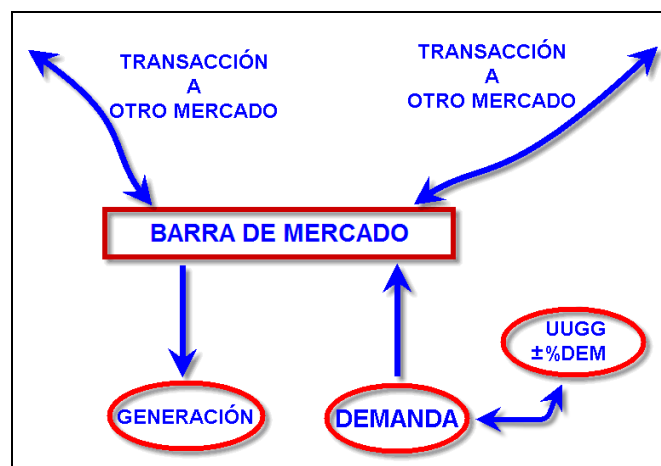 TRANSACCIÓN
A
OTRO MERCADO
TRANSACCIÓN
A
OTRO MERCADO
BARRA DE MERCADO
UUGG
±%DEM
GENERACIÓN
DEMANDA